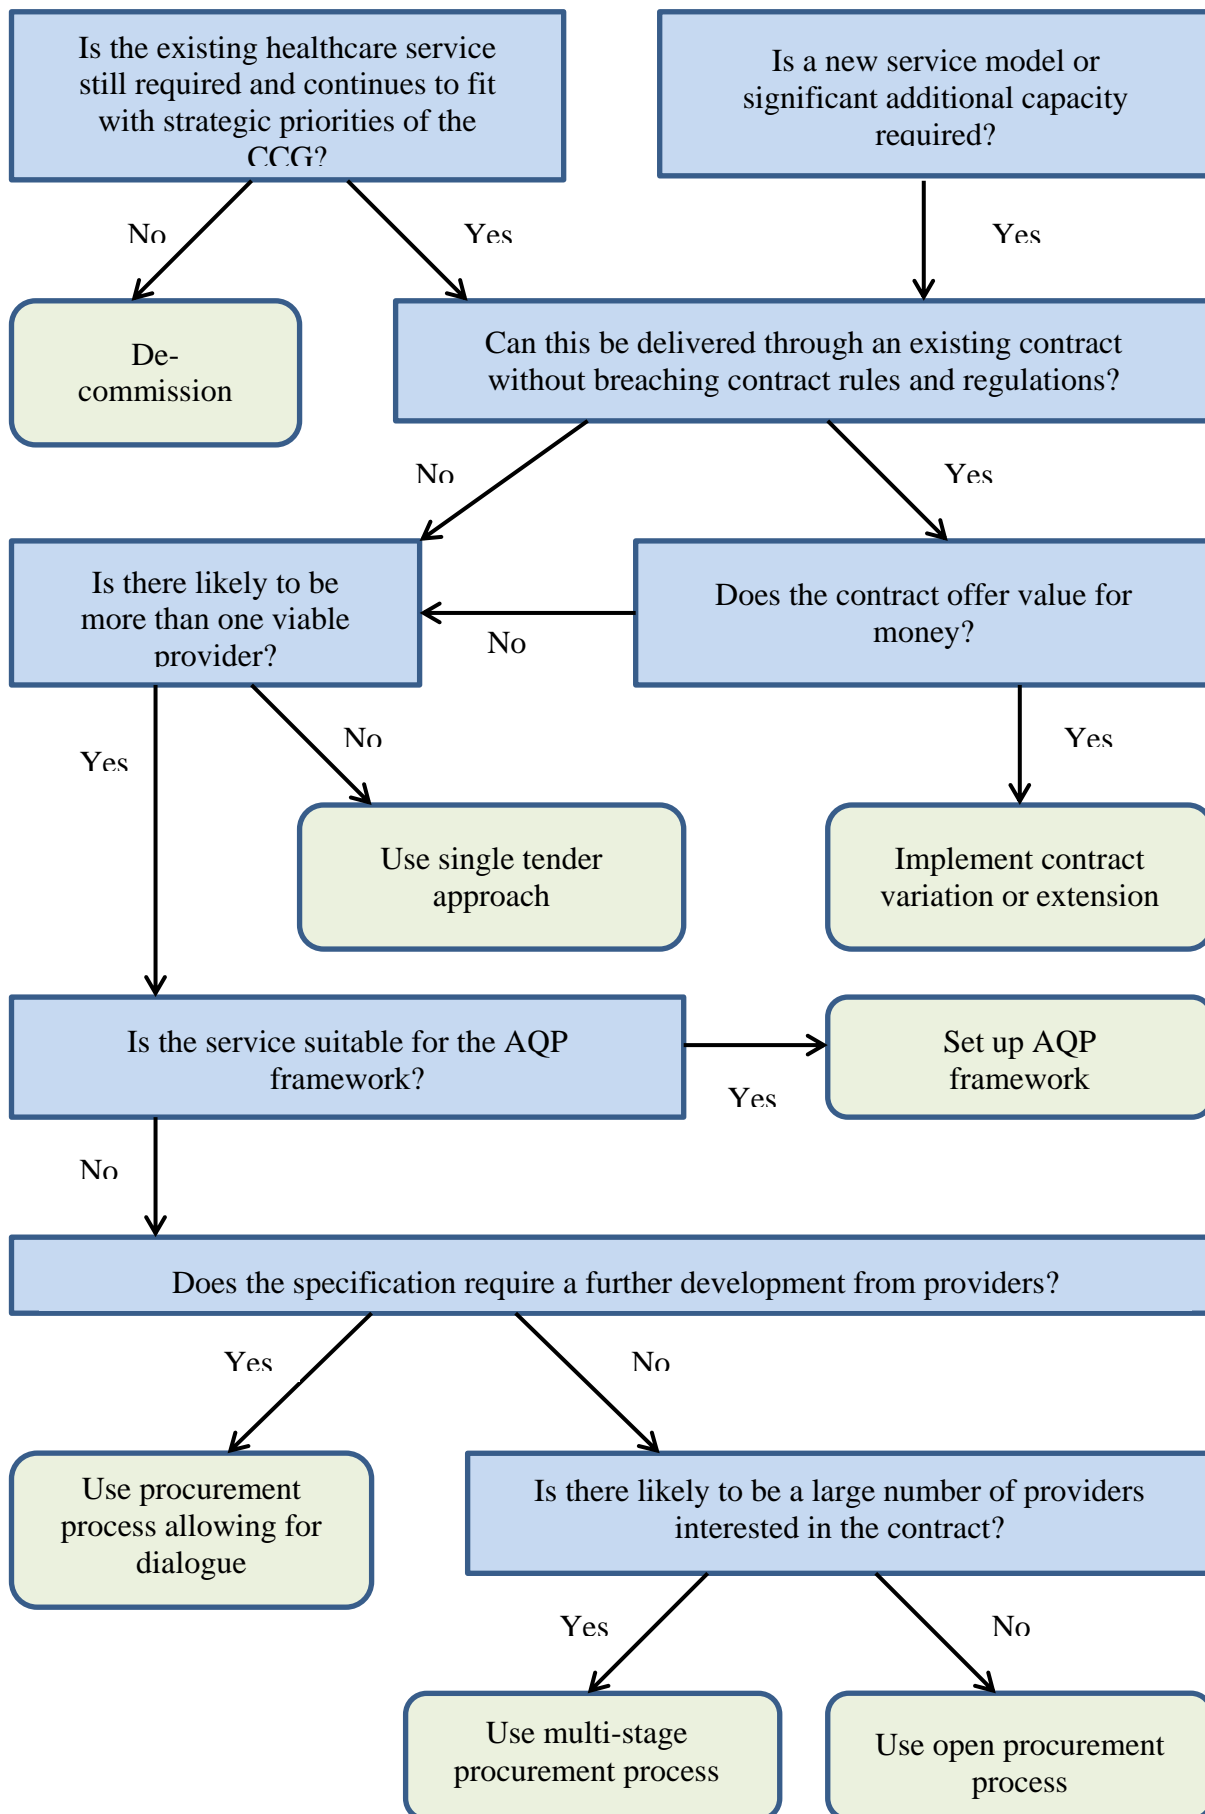 Is the existing healthcare service
still required and continues to fit
with strategic priorities of the
CCG?
Is a new service model or
significant additional capacity
required?
No
Yes
Yes
De-
commission
Can this be delivered through an existing contract
without breaching contract rules and regulations?
No
Yes
Is there likely to be
more than one viable
provider?
Does the contract offer value for
money?
No
Yes
No
Yes
Use single tender
approach
Implement contract
variation or extension
Is the service suitable for the AQP
framework?
Yes
Set up AQP
framework
No
Does the specification require a further development from providers?
Yes
No
Use procurement
process allowing for
dialogue
Is there likely to be a large number of providers
interested in the contract?
Yes
No
Use multi-stage
procurement process
Use open procurement
process